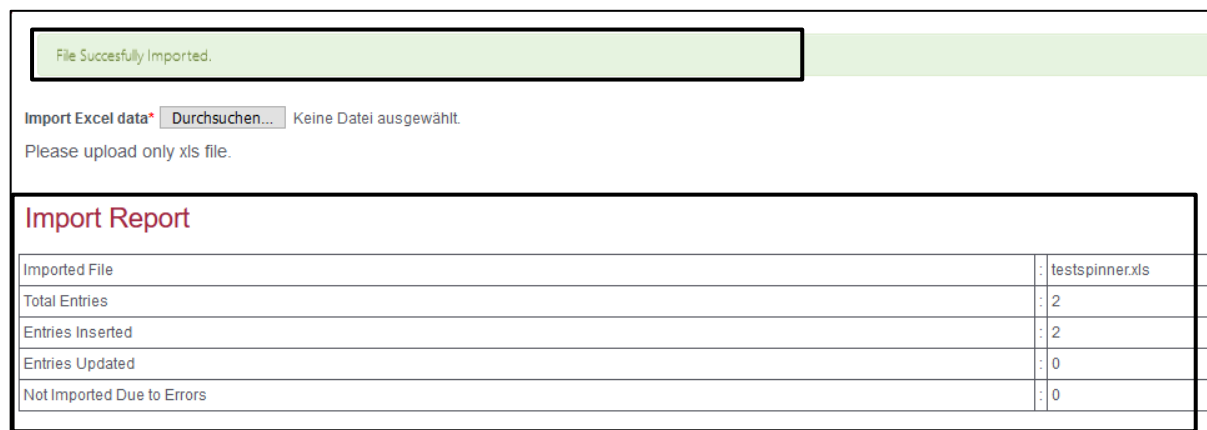 File Succesfully Imported.
Import Excel data* Durchsuchen... Keine Datei ausgewählt.
Please upload only xls file.
Import Report
Imported File : testspinner.xls
Total Entries : 2
Entries Inserted : 2
Entries Updated : 0
Not Imported Due to Errors : 0